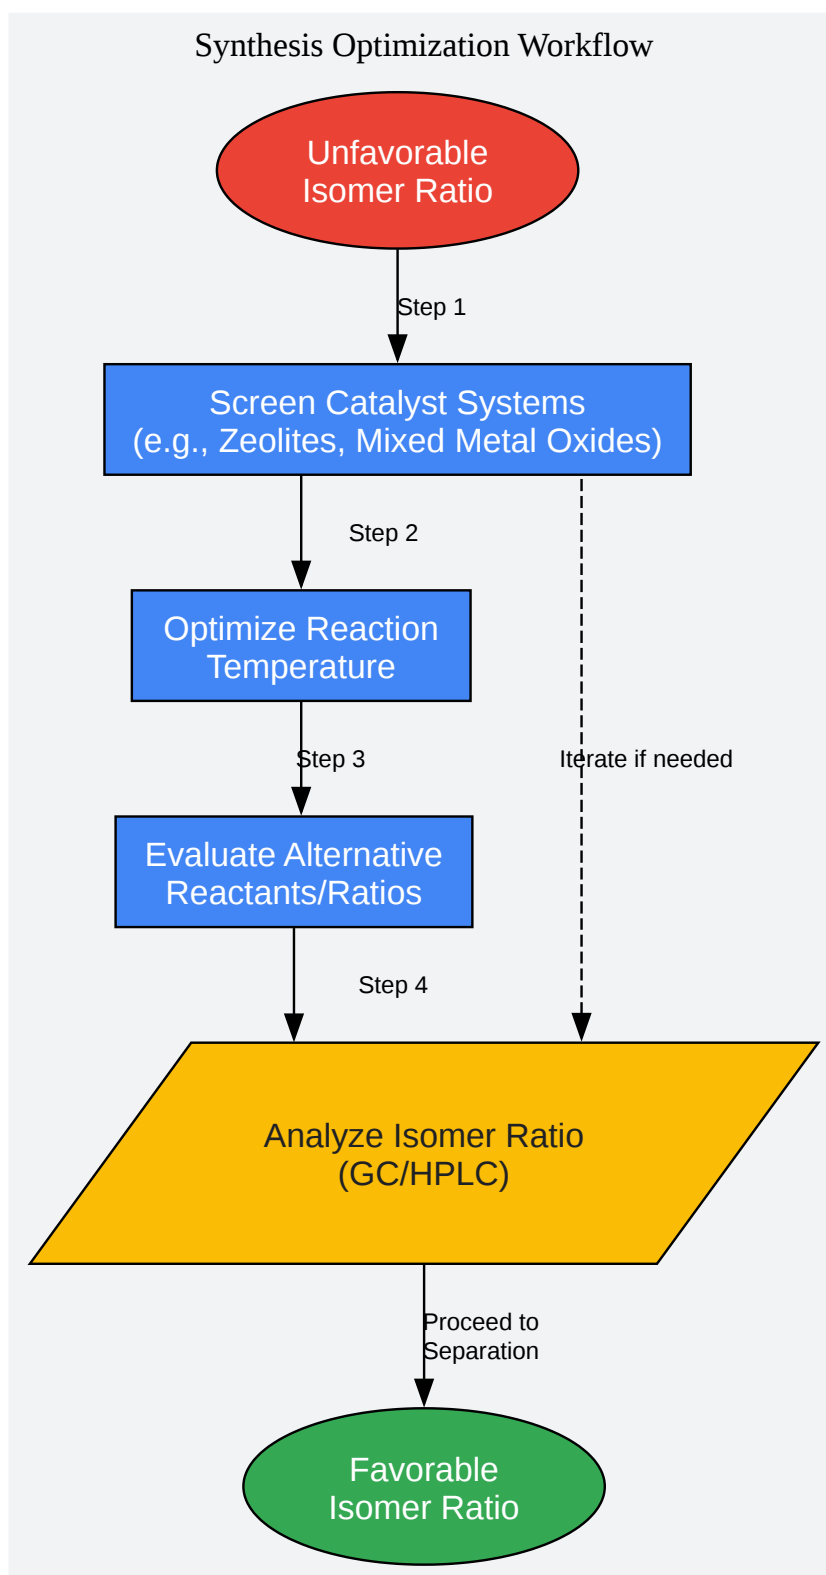 Synthesis Optimization Workflow
Unfavorable
Isomer Ratio
Step 1
Screen Catalyst Systems
(e.g., Zeolites, Mixed Metal Oxides)
Step 2
Optimize Reaction
Temperature
Step 3
Iterate if needed
Evaluate Alternative
Reactants/Ratios
Step 4
Analyze Isomer Ratio
(GC/HPLC)
Proceed to
Separation
Favorable
Isomer Ratio